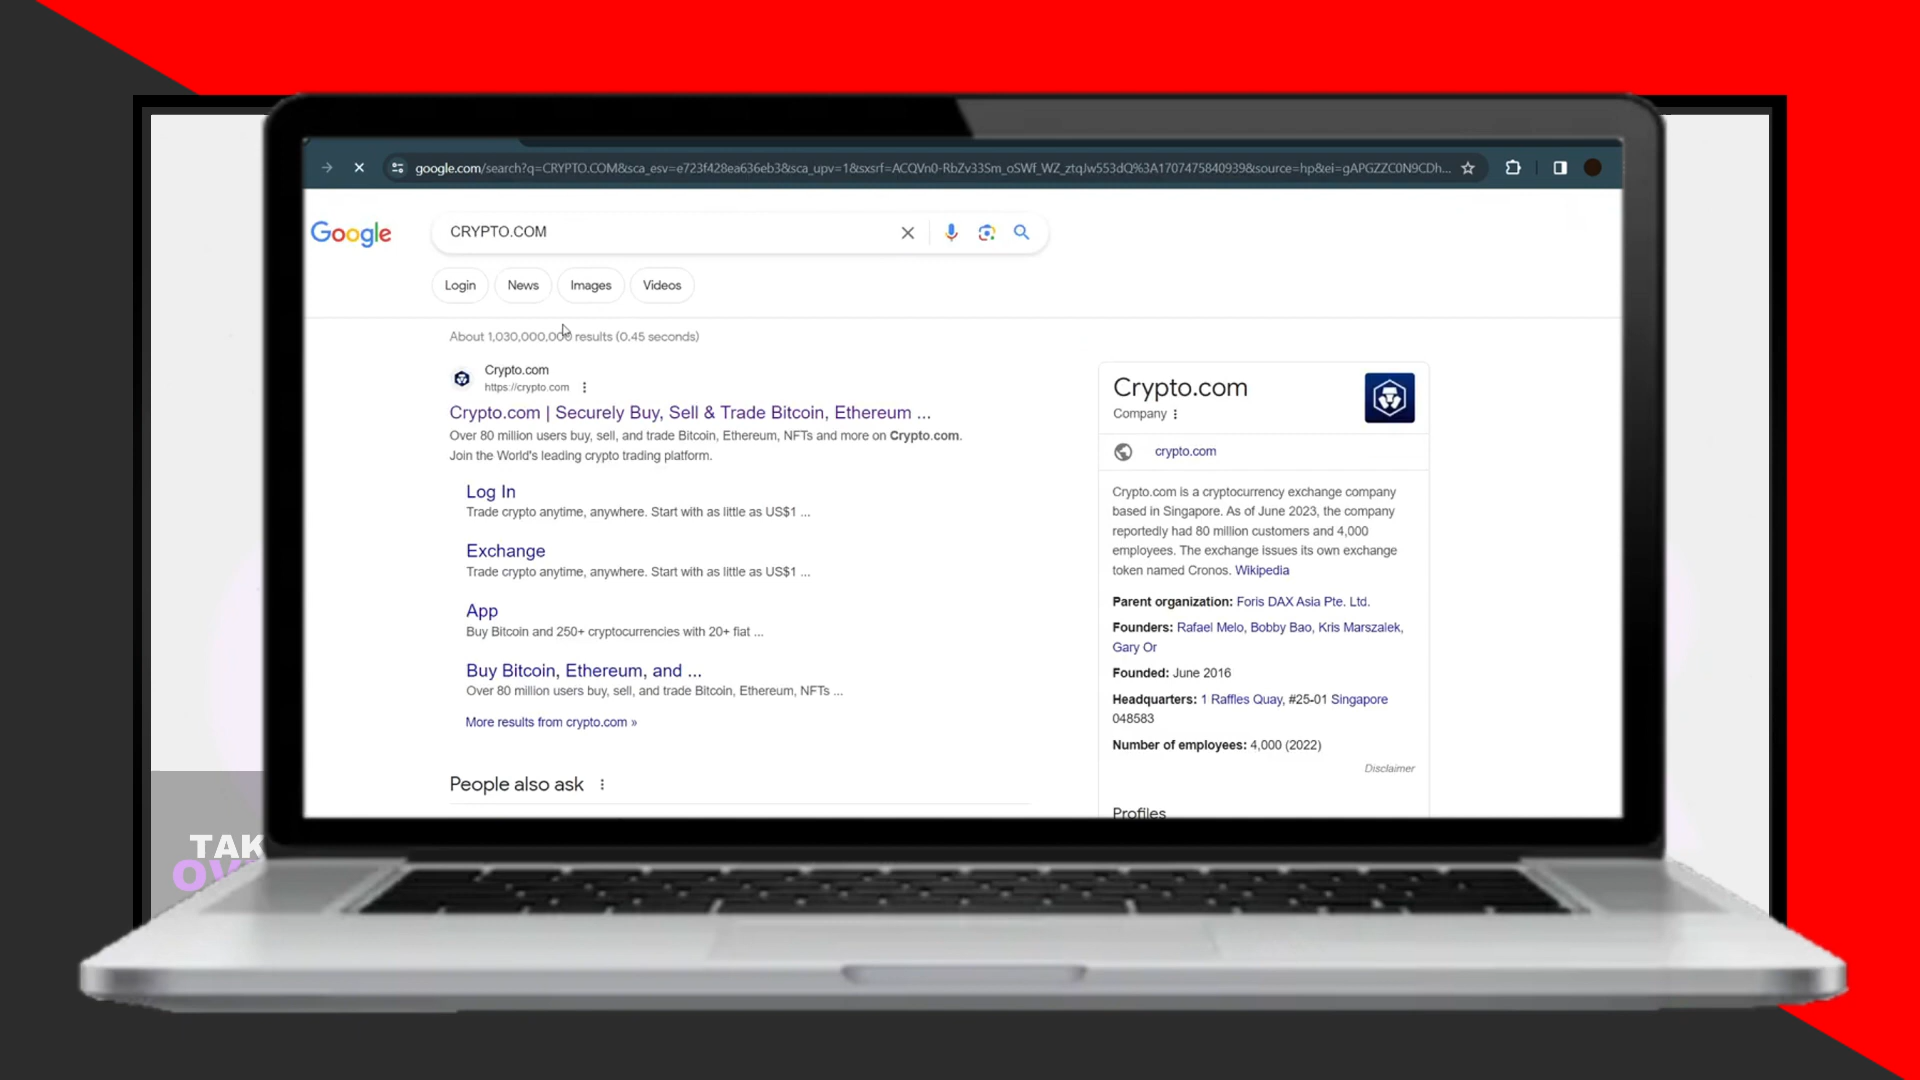 google.com/search?q=CRYPTO.COM&sca_esv=e723f428ea636eb3&sca_upv=1&sxsrf=ACQVn0-RbZv33Sm_oSWf_WZ_ztqJw553dQ%3A1707475840939&source=hp&ei=gAPGZZC0N9CDh...
Google
CRYPTO.COM
Login
News
Images
Videos
About 1,030,000,000 results (0.45 seconds)
Crypto.com
https://crypto.com
Crypto.com | Securely Buy, Sell & Trade Bitcoin, Ethereum ...
Over 80 million users buy, sell, and trade Bitcoin, Ethereum, NFTs and more on Crypto.com.
Join the World's leading crypto trading platform.
Log In
Trade crypto anytime, anywhere. Start with as little as US$1 ...
Exchange
Trade crypto anytime, anywhere. Start with as little as US$1 ...
App
Buy Bitcoin and 250+ cryptocurrencies with 20+ fiat ...
Buy Bitcoin, Ethereum, and ...
Over 80 million users buy, sell, and trade Bitcoin, Ethereum, NFTs ...
More results from crypto.com »
People also ask
Crypto.com
Company
crypto.com
Crypto.com is a cryptocurrency exchange company
based in Singapore. As of June 2023, the company
reportedly had 80 million customers and 4,000
employees. The exchange issues its own exchange
token named Cronos. Wikipedia
Parent organization: Foris DAX Asia Pte. Ltd.
Founders: Rafael Melo, Bobby Bao, Kris Marszalek,
Gary Or
Founded: June 2016
Headquarters: 1 Raffles Quay, #25-01 Singapore
048583
Number of employees: 4,000 (2022)
Disclaimer
Profiles
TAK